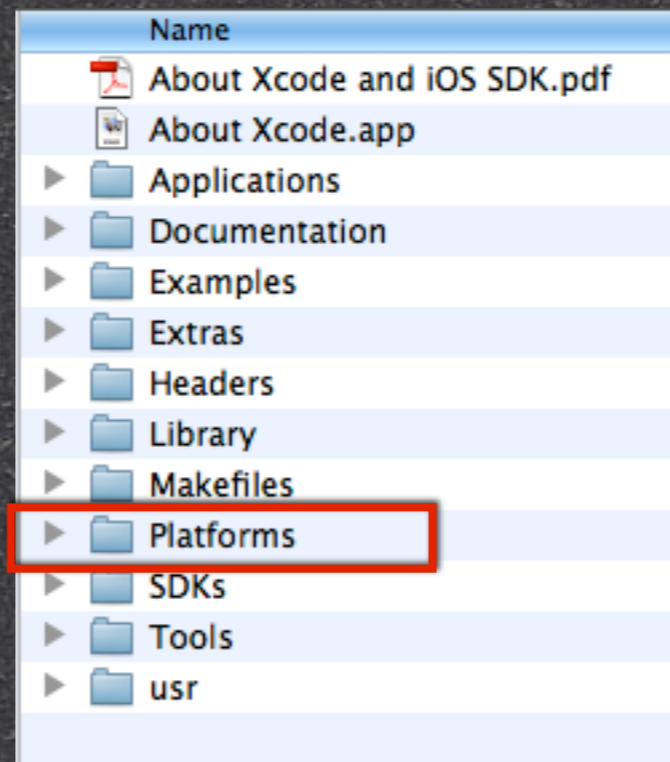 Name
About Xcode and iOS SDK.pdf
About Xcode.app
Applications
Documentation
Examples
Extras
Headers
Library
Makefiles
Platforms
SDKs
Tools
usr